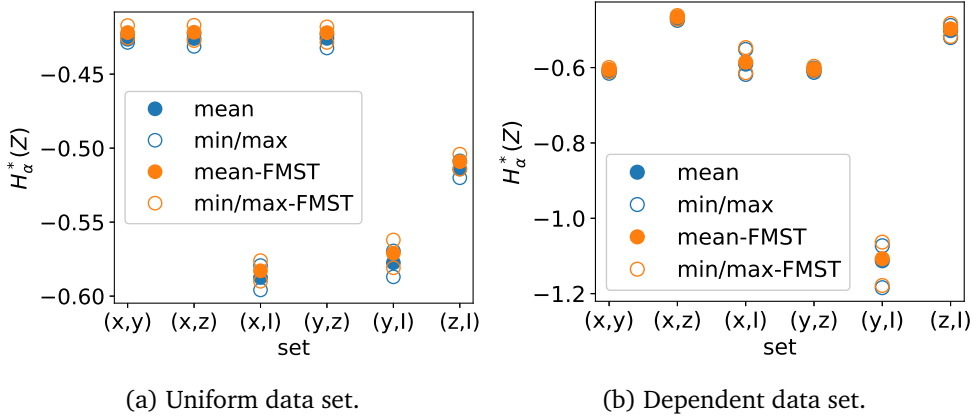 H*α(Z)
−0.45
−0.50
−0.55
−0.60
mean
min/max
mean-FMST
min/max-FMST
(x,y) (x,z) (x,l) (y,z) (y,l) (z,l)
set
(a) Uniform data set.
H*α(Z)
−0.6
−0.8
−1.0
−1.2
mean
min/max
mean-FMST
min/max-FMST
(x,y) (x,z) (x,l) (y,z) (y,l) (z,l)
set
(b) Dependent data set.